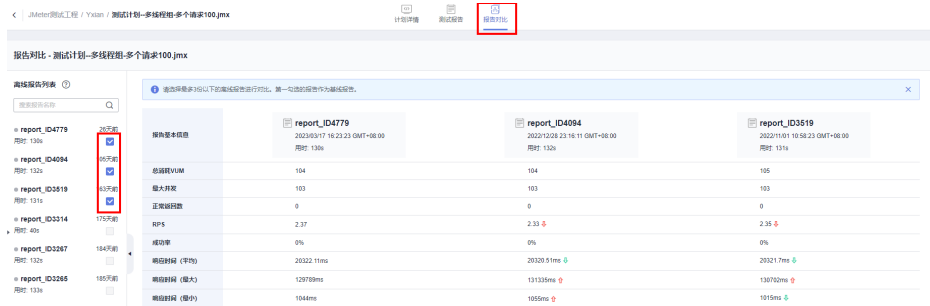 JMeter测试工程 / Yxian / 测试计划--多线程组-多个请求100.jmx
计划详情 测试报告 报告对比
报告对比 - 测试计划--多线程组-多个请求100.jmx
离线报告列表
搜索报告名称
report_ID4779 26天前
用时: 130s
report_ID4094 105天前
用时: 132s
report_ID3519 163天前
用时: 131s
report_ID3314 175天前
用时: 40s
report_ID3267 184天前
用时: 132s
report_ID3265 185天前
用时: 133s
请选择最多3份以下的离线报告进行对比。第一勾选的报告作为基线报告。
报告基本信息
report_ID4779
2023/03/17 16:23:23 GMT+08:00
用时: 130s
report_ID4094
2022/12/28 23:16:11 GMT+08:00
用时: 132s
report_ID3519
2022/11/01 10:58:23 GMT+08:00
用时: 131s
总消耗VUM 104 104 105
最大并发 103 103 103
正常返回数 0 0 0
RPS 2.37 2.33 2.35
成功率 0% 0% 0%
响应时间 (平均) 20322.11ms 20320.51ms 20321.7ms
响应时间 (最大) 129789ms 131335ms 130702ms
响应时间 (最小) 1044ms 1055ms 1015ms